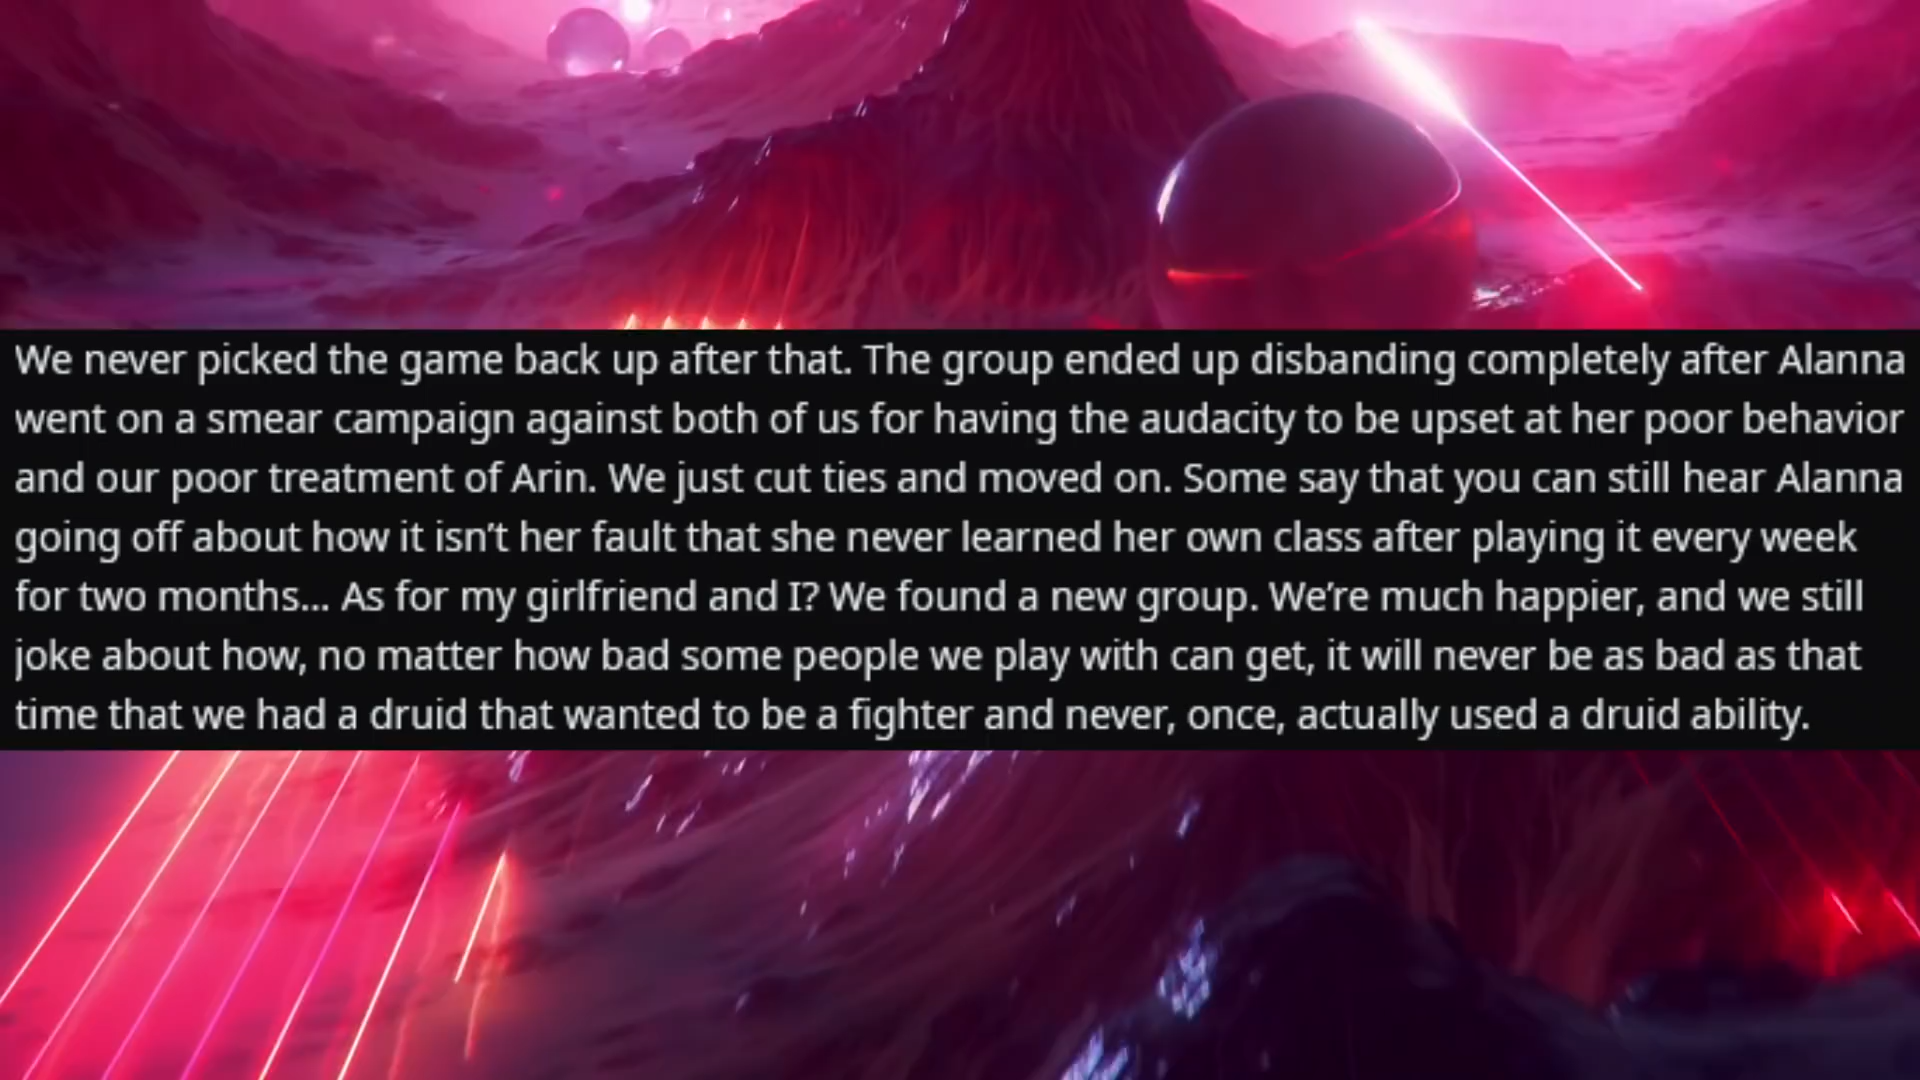 We never picked the game back up after that. The group ended up disbanding completely after Alanna
went on a smear campaign against both of us for having the audacity to be upset at her poor behavior
and our poor treatment of Arin. We just cut ties and moved on. Some say that you can still hear Alanna
going off about how it isn’t her fault that she never learned her own class after playing it every week
for two months... As for my girlfriend and I? We found a new group. We’re much happier, and we still
joke about how, no matter how bad some people we play with can get, it will never be as bad as that
time that we had a druid that wanted to be a fighter and never, once, actually used a druid ability.